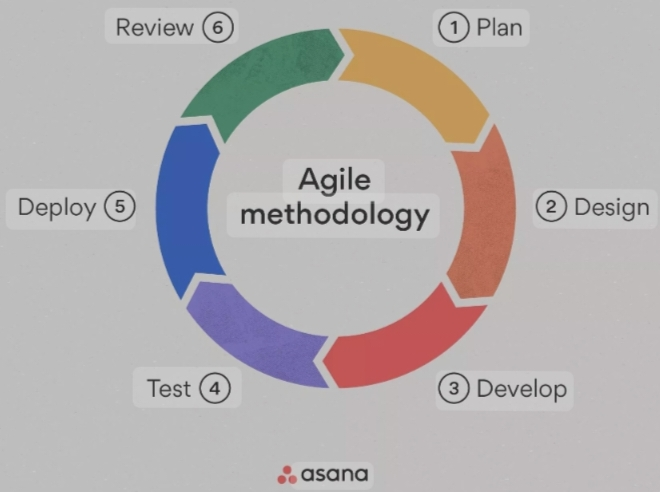 Agile
methodology
1 Plan
2 Design
3 Develop
4 Test
5 Deploy
6 Review
asana